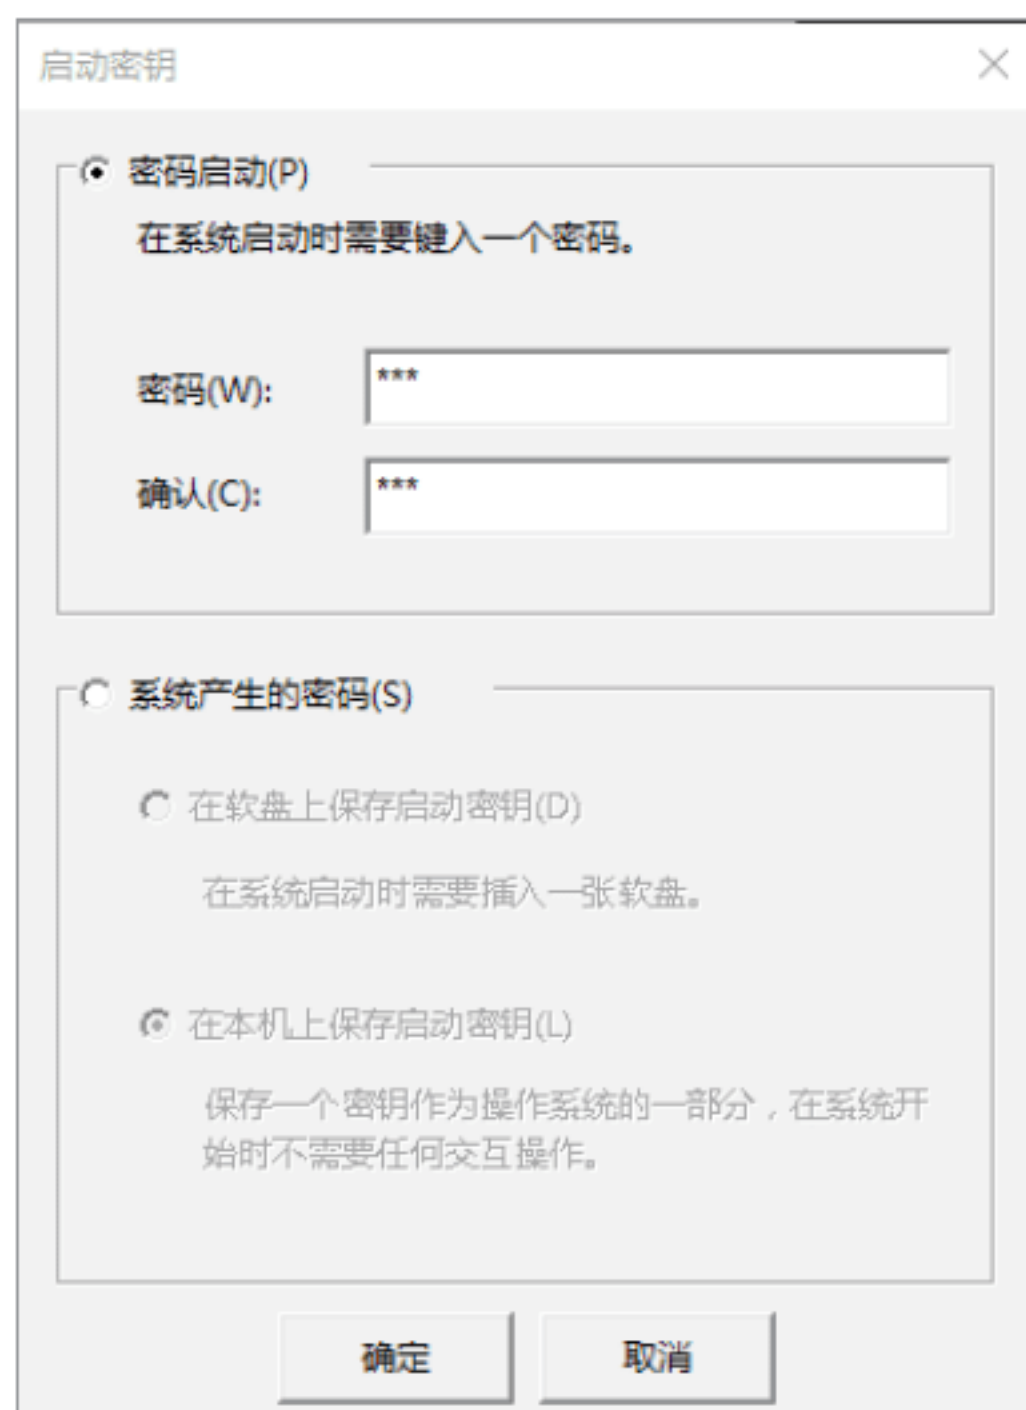 启动密钥
密码启动(P)
在系统启动时需要键入一个密码。
密码(W):
***
确认(C):
***
系统产生的密码(S)
在软盘上保存启动密钥(D)
在系统启动时需要插入一张软盘。
在本机上保存启动密钥(L)
保存一个密钥作为操作系统的一部分，在系统开
始时不需要任何交互操作。
确定
取消